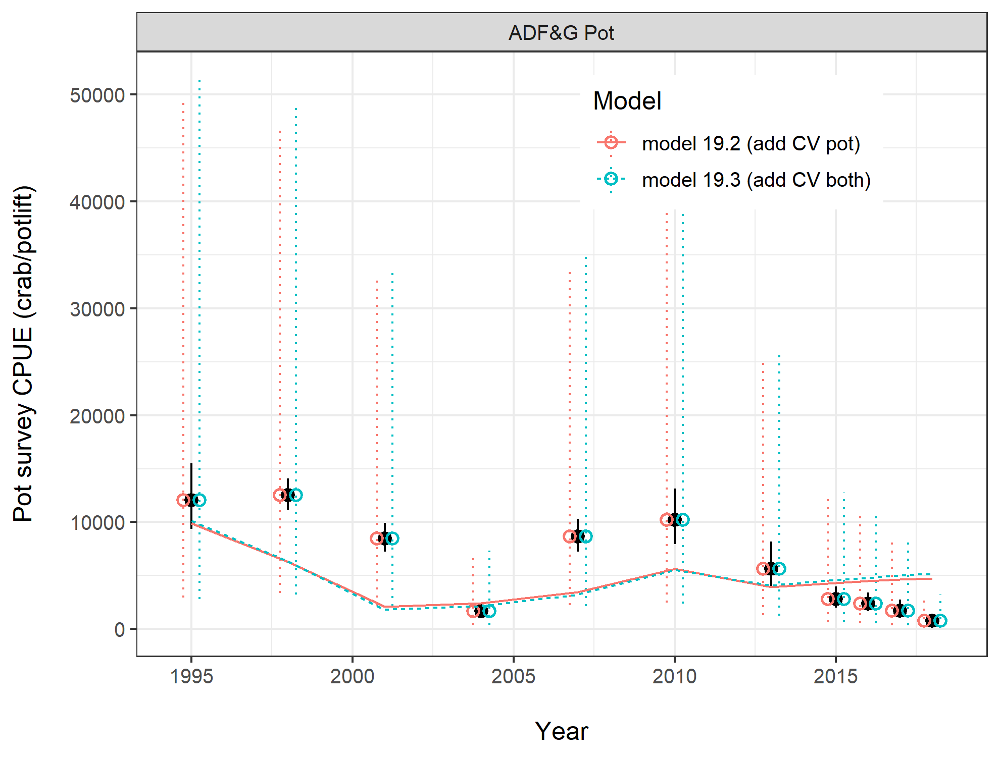 ADF&G Pot
Pot survey CPUE (crab/potlift)
50000
40000
30000
20000
10000
0
Model
model 19.2 (add CV pot)
model 19.3 (add CV both)
1995
2000
2005
2010
2015
Year